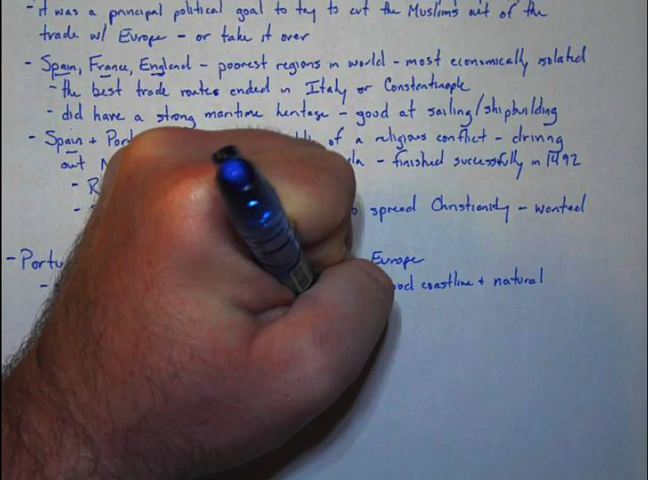 - it was a principal political goal to try to cut the Muslims out of the
trade w/ Europe - or take it over
- Spain, France, England - poorest regions in world - most economically isolated
- the best trade routes ended in Italy or Constantinople
- did have a strong maritime heritage - good at sailing/shipbuilding
- Spain + of a religious conflict - driving
out - finished successfully in 1492
- R
- spread Christianity - wanted
- Europe
- coastline + natural